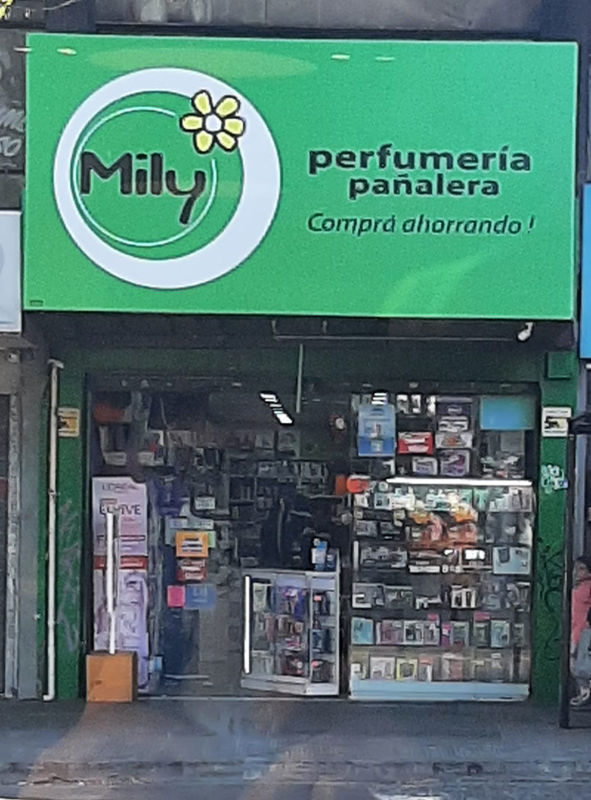 Mily
perfumería
pañalera
Comprá ahorrando !